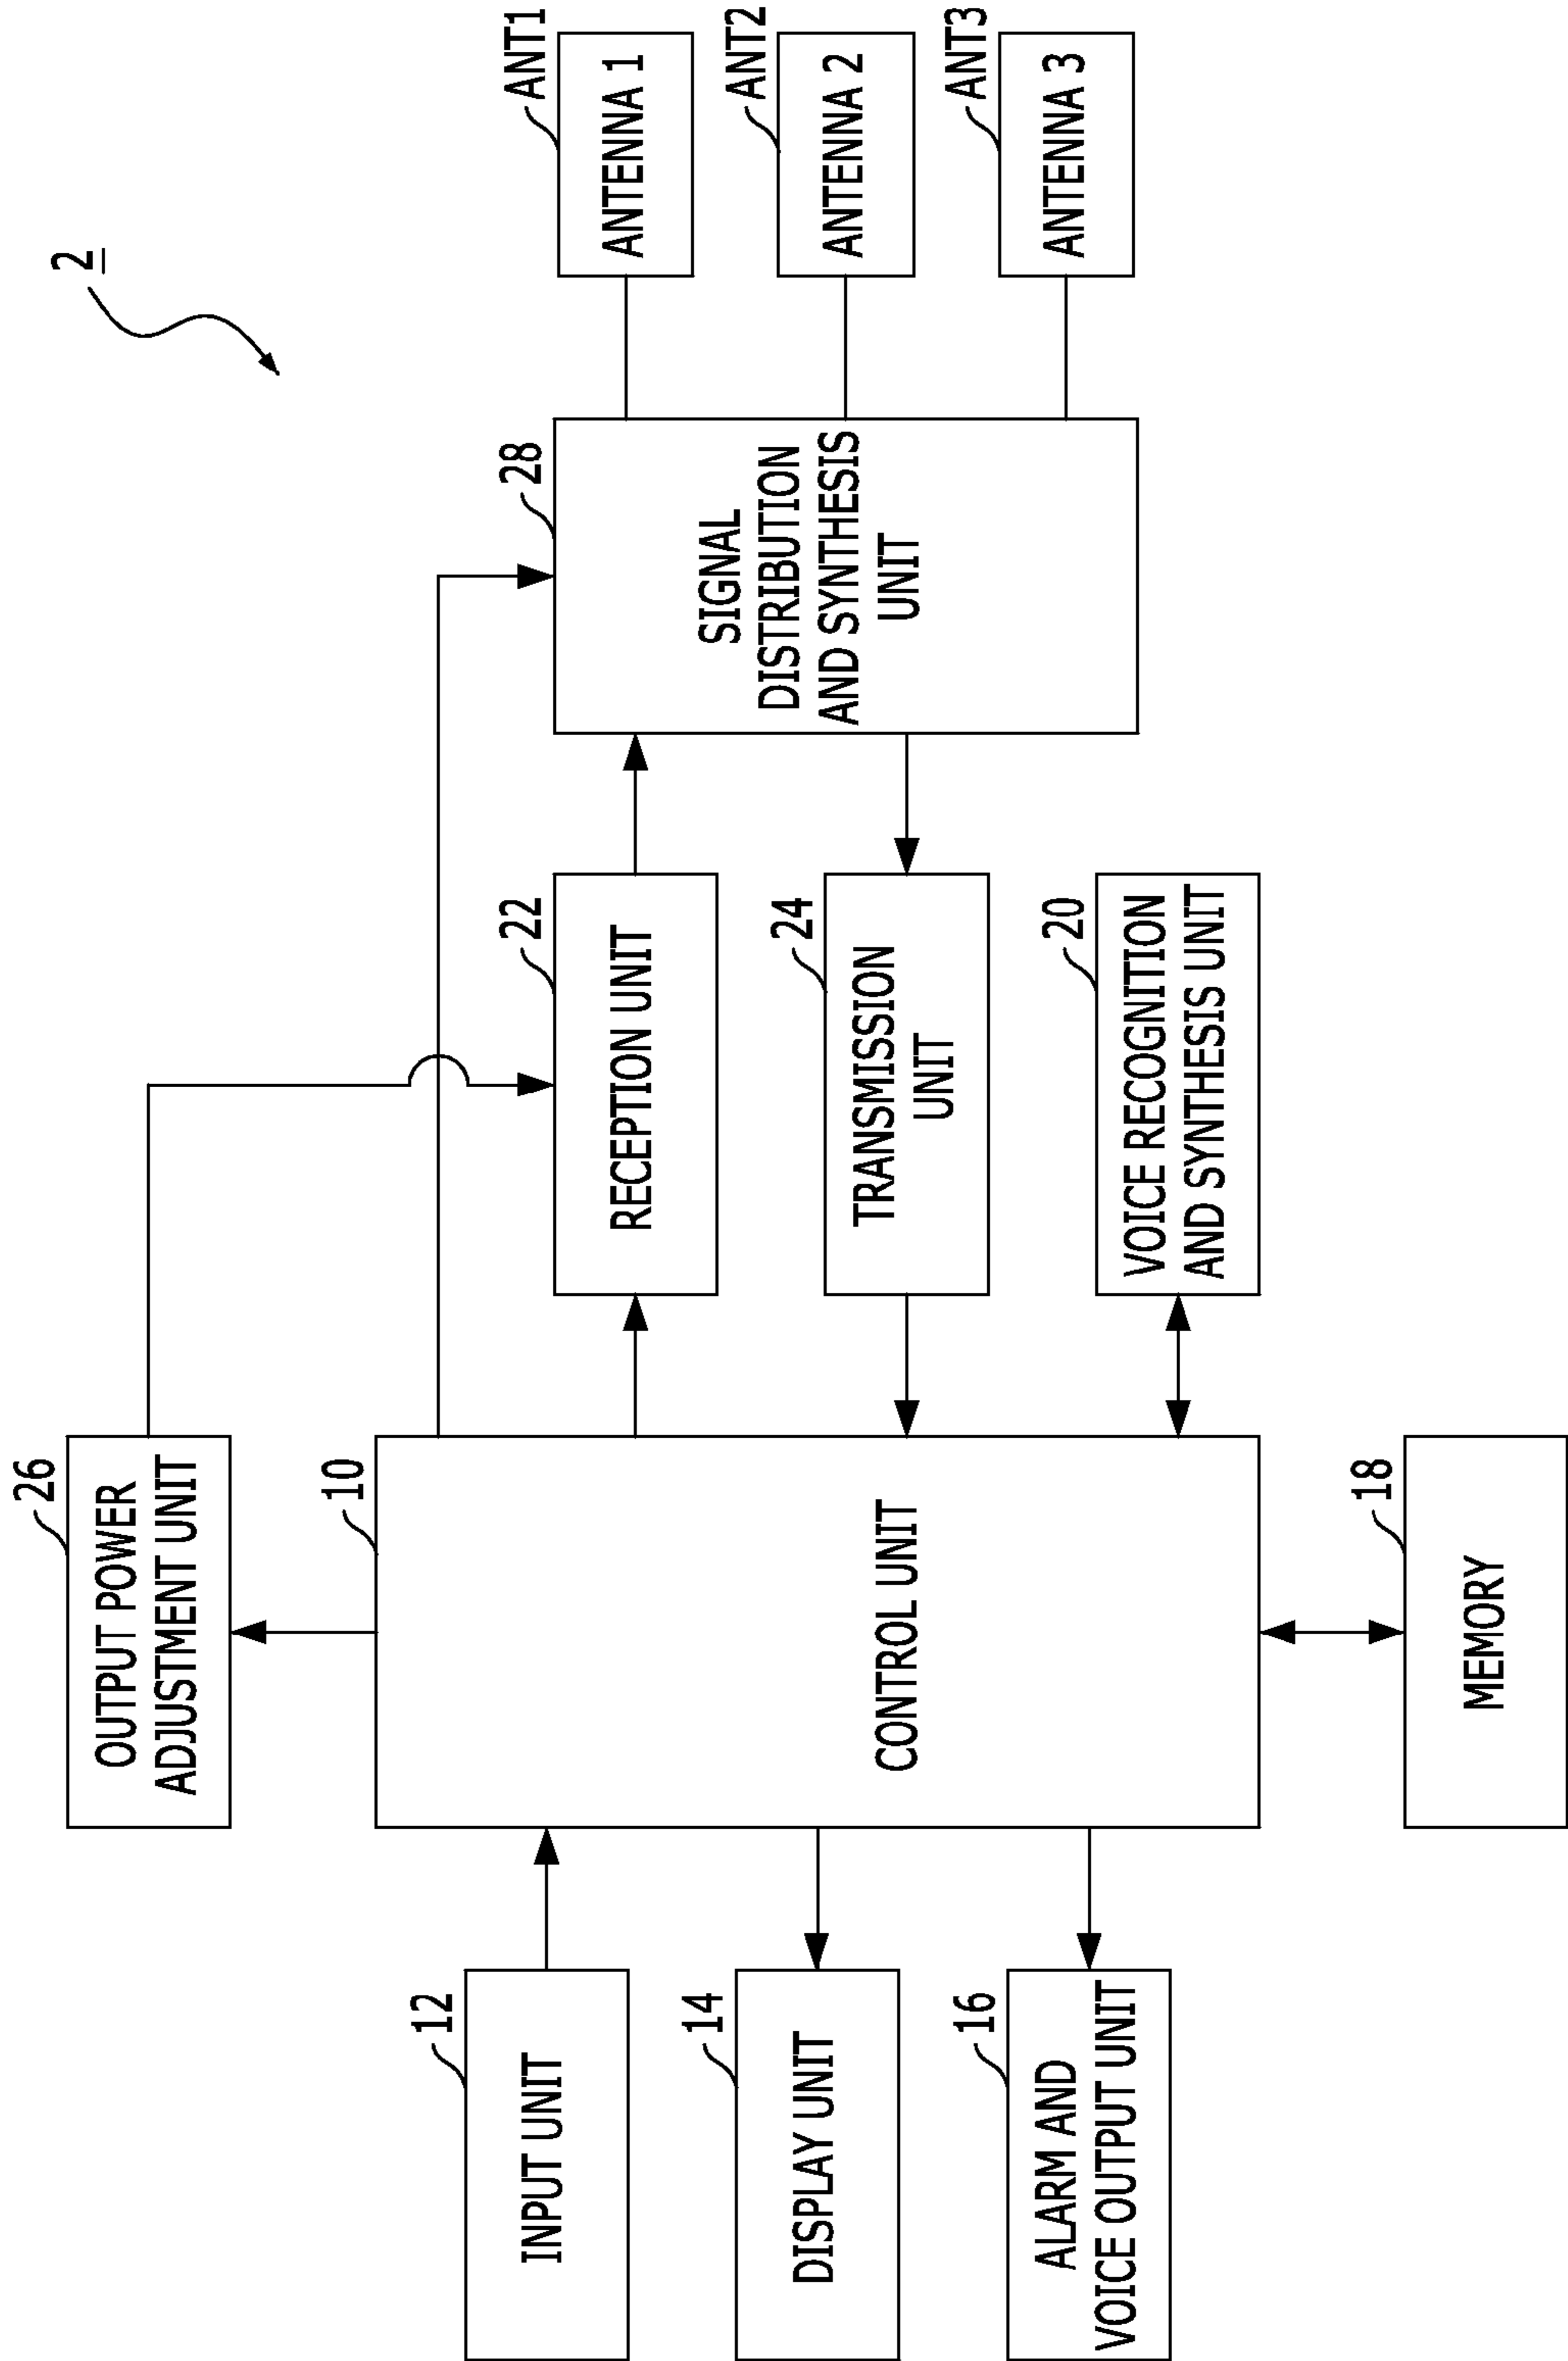 2
26
OUTPUT POWER
ADJUSTMENT UNIT
12
INPUT UNIT
14
DISPLAY UNIT
16
ALARM AND
VOICE OUTPUT UNIT
10
CONTROL UNIT
18
MEMORY
22
RECEPTION UNIT
24
TRANSMISSION
UNIT
20
VOICE RECOGNITION
AND SYNTHESIS UNIT
28
SIGNAL
DISTRIBUTION
AND SYNTHESIS
UNIT
ANT1
ANTENNA 1
ANT2
ANTENNA 2
ANT3
ANTENNA 3